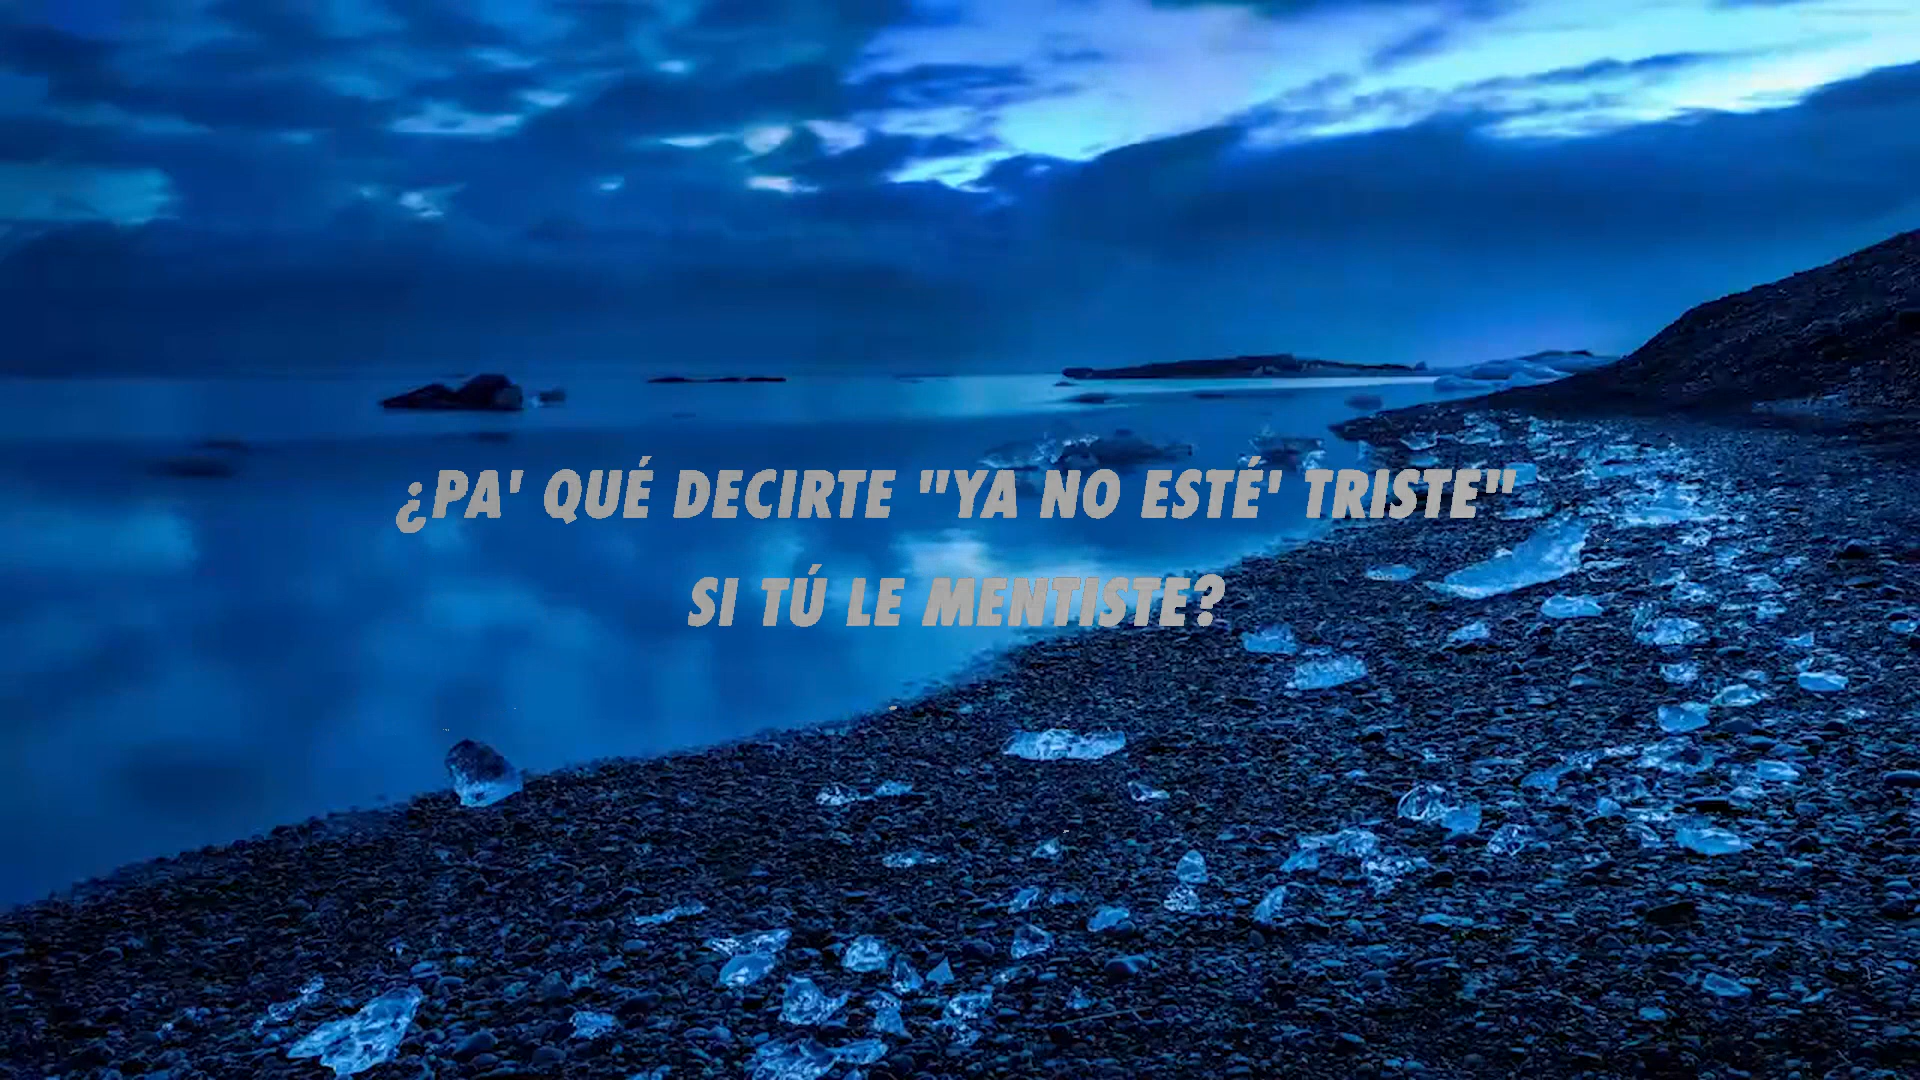 ¿PA' QUÉ DECIRTE "YA NO ESTÉ' TRISTE"
SI TÚ LE MENTISTE?